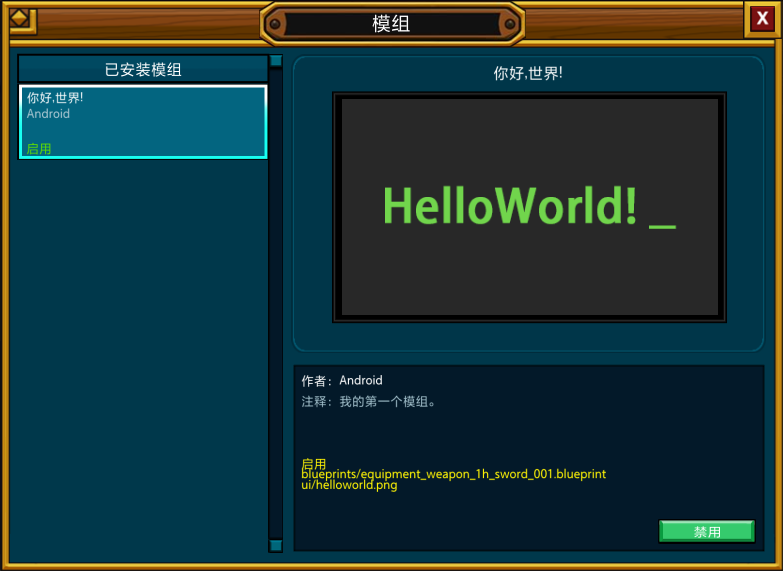 模组
X
已安装模组
你好,世界!
Android
启用
你好,世界!
HelloWorld! _
作者：Android
注释：我的第一个模组。
启用
blueprints/equipment_weapon_1h_sword_001.blueprint
ui/helloworld.png
禁用